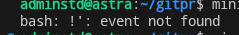 adminstd@astra:~/gitpr$ mini
bash: !': event not found